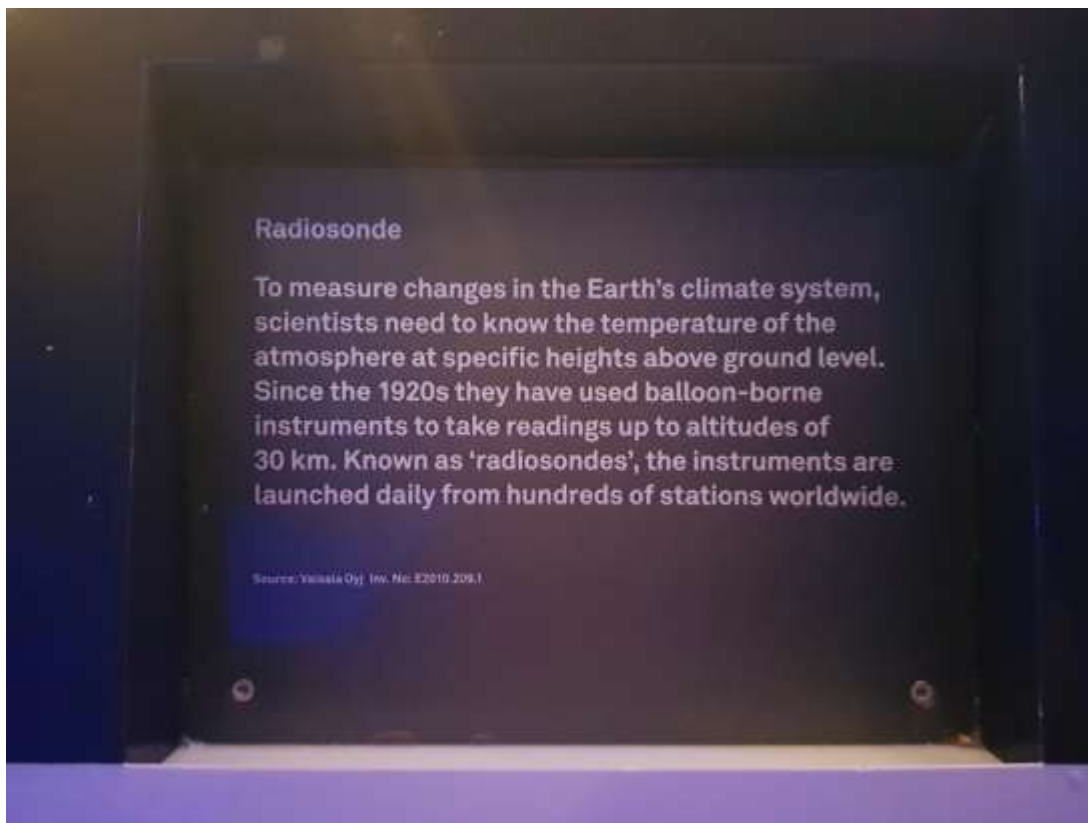 Radiosonde
To measure changes in the Earth's climate system,
scientists need to know the temperature of the
atmosphere at specific heights above ground level.
Since the 1920s they have used balloon-borne
instruments to take readings up to altitudes of
30 km. Known as ‘radiosondes’, the instruments are
launched daily from hundreds of stations worldwide.
Source: Vaisala Oyj Inv. No: E2010.209.1